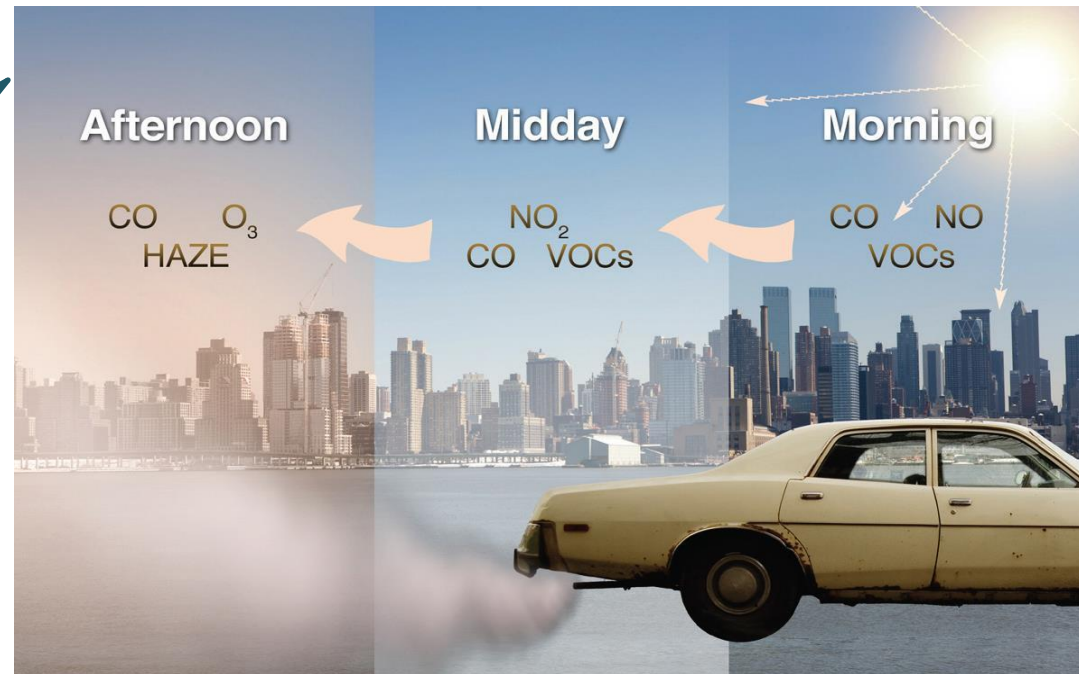 Afternoon
CO O₃
HAZE
Midday
NO₂
CO VOCs
Morning
CO NO
VOCs